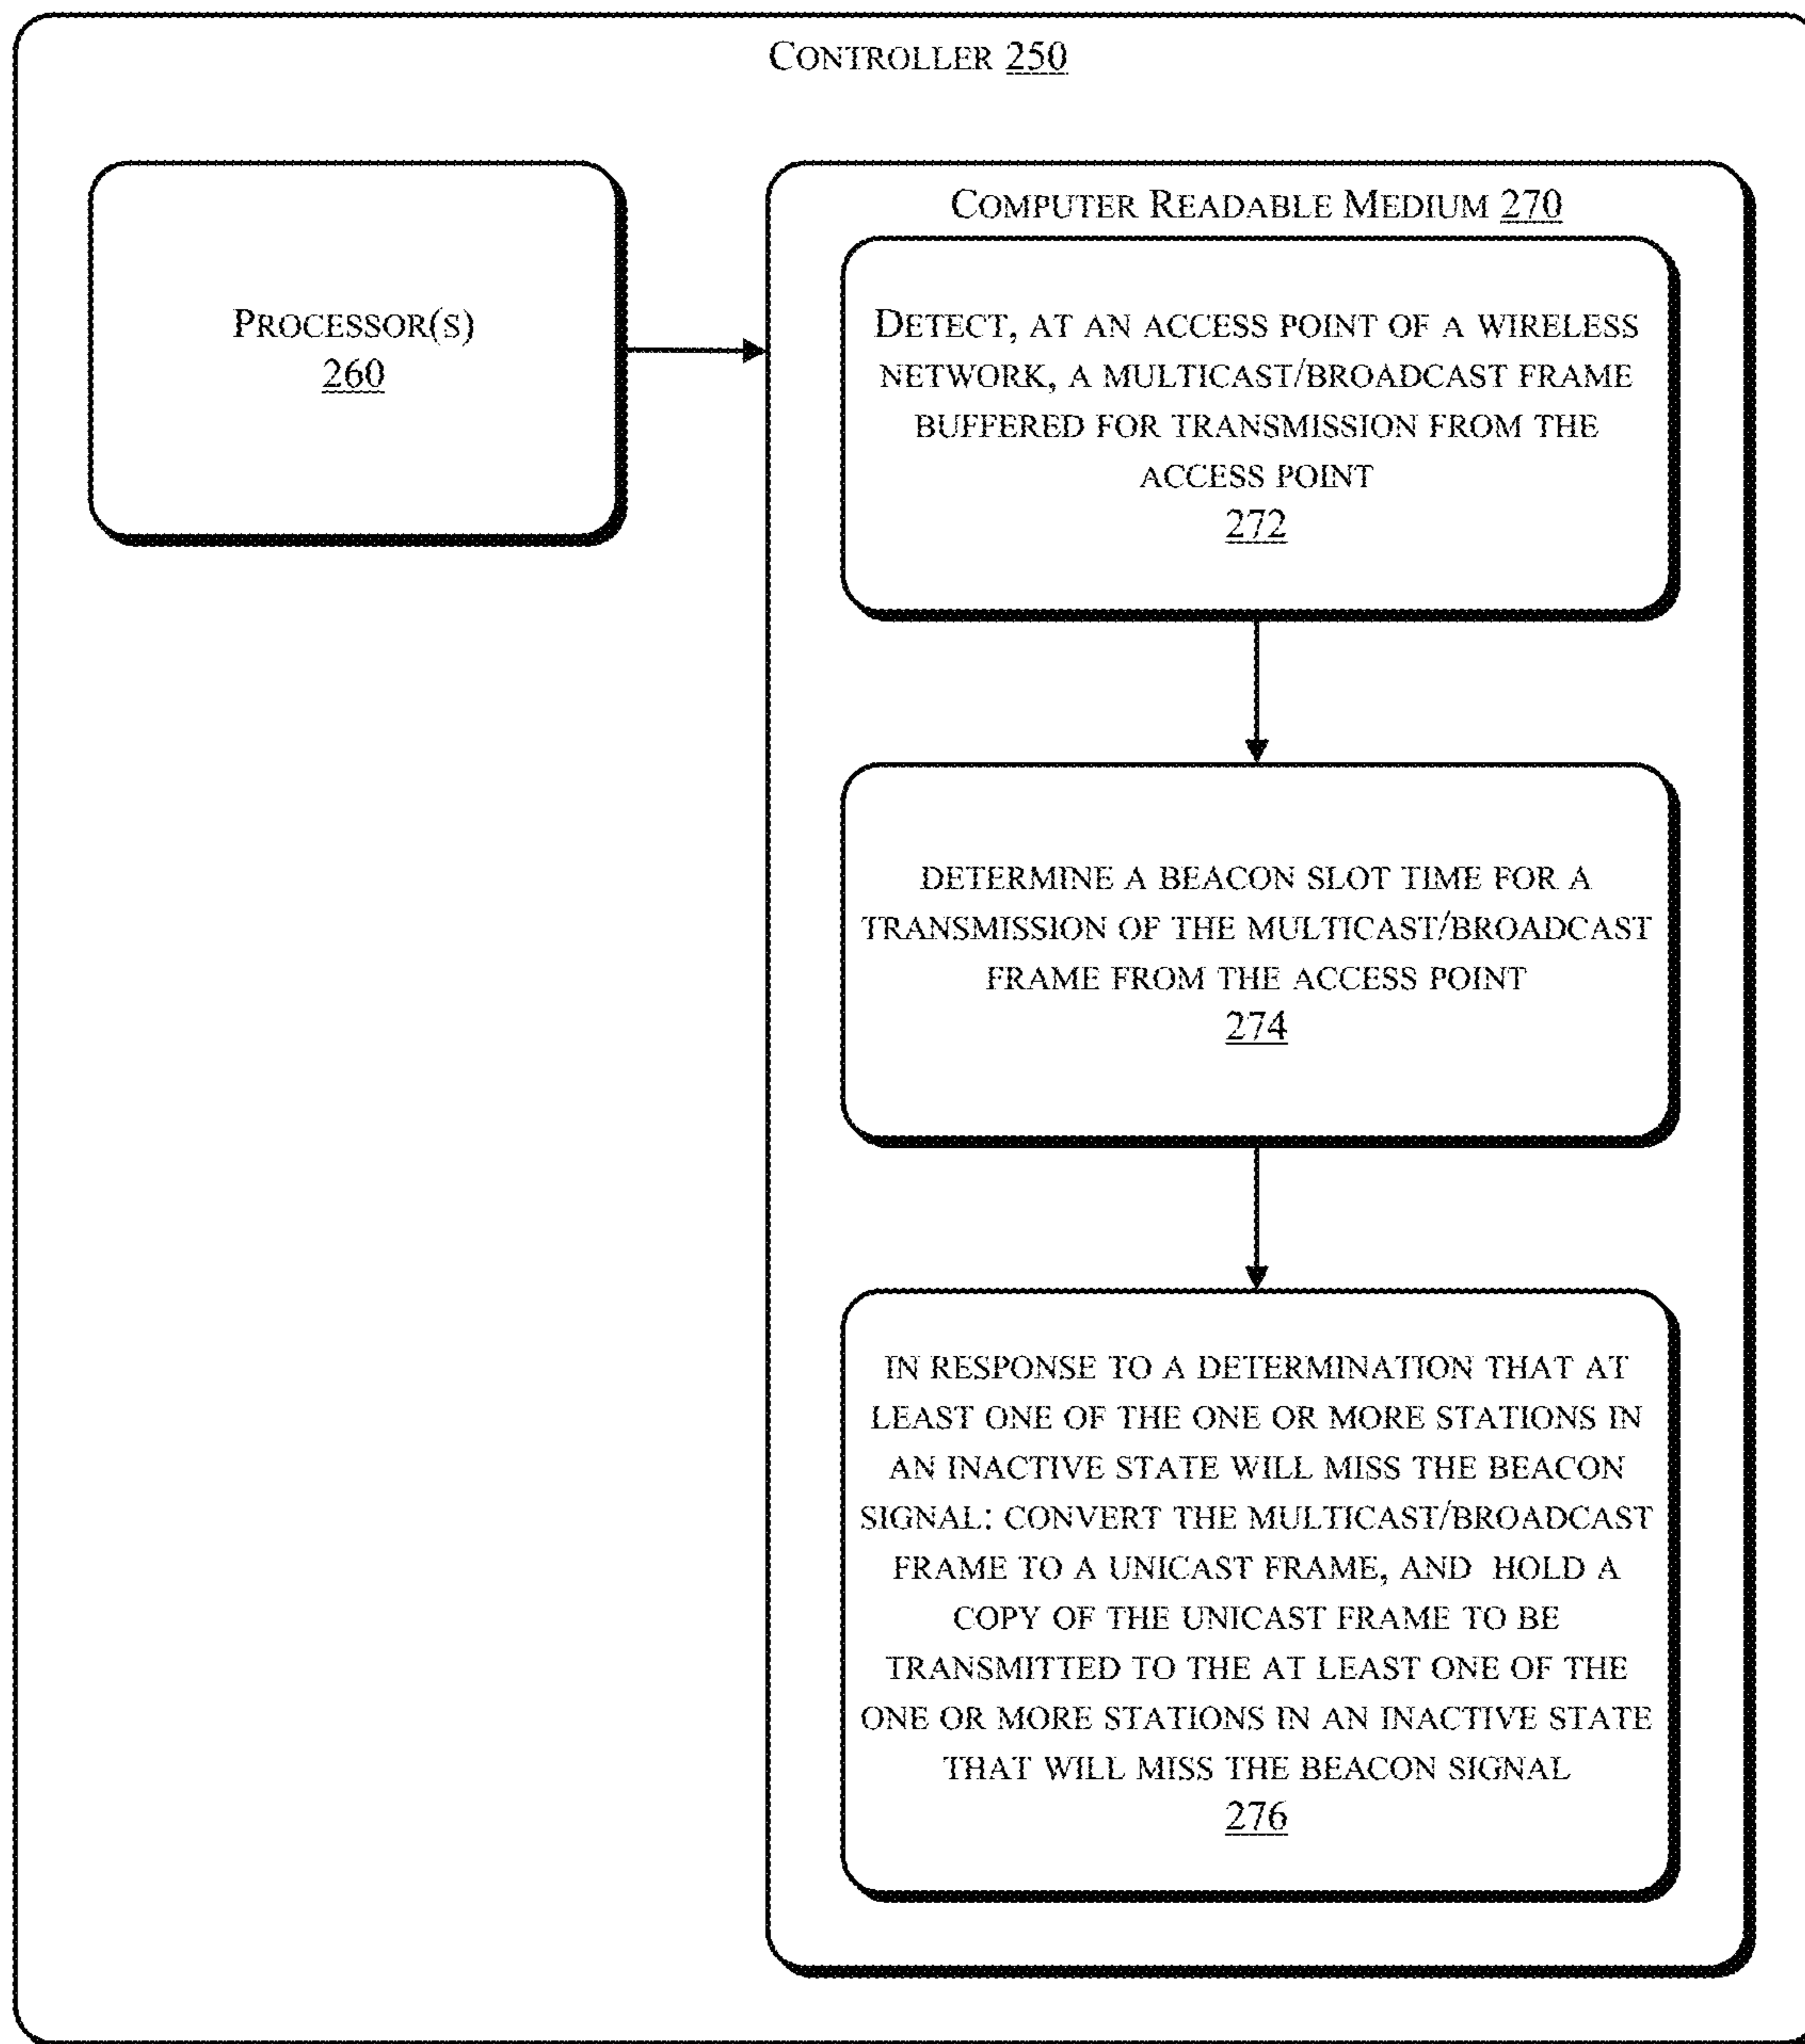 CONTROLLER 250
COMPUTER READABLE MEDIUM 270
PROCESSOR(S)
260
DETECT, AT AN ACCESS POINT OF A WIRELESS
NETWORK, A MULTICAST/BROADCAST FRAME
BUFFERED FOR TRANSMISSION FROM THE
ACCESS POINT
272
DETERMINE A BEACON SLOT TIME FOR A
TRANSMISSION OF THE MULTICAST/BROADCAST
FRAME FROM THE ACCESS POINT
274
IN RESPONSE TO A DETERMINATION THAT AT
LEAST ONE OF THE ONE OR MORE STATIONS IN
AN INACTIVE STATE WILL MISS THE BEACON
SIGNAL: CONVERT THE MULTICAST/BROADCAST
FRAME TO A UNICAST FRAME, AND HOLD A
COPY OF THE UNICAST FRAME TO BE
TRANSMITTED TO THE AT LEAST ONE OF THE
ONE OR MORE STATIONS IN AN INACTIVE STATE
THAT WILL MISS THE BEACON SIGNAL
276